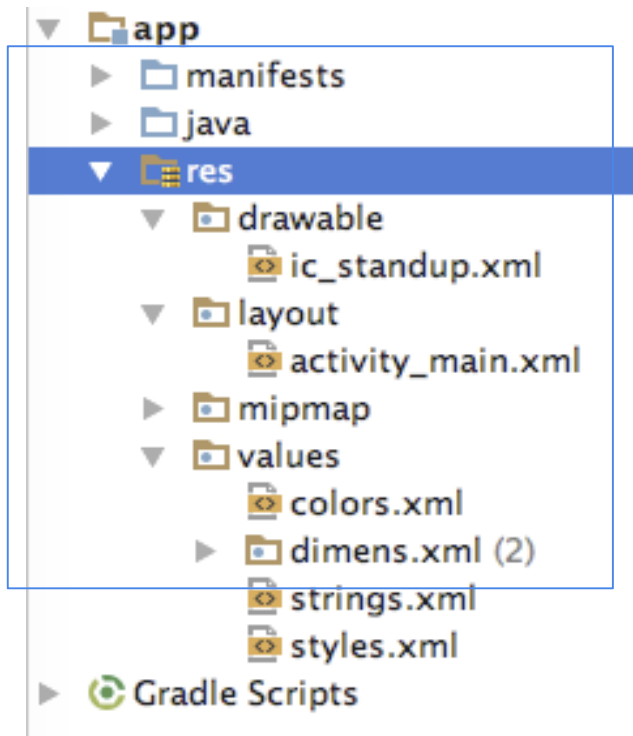 app
manifests
java
res
drawable
ic_standup.xml
layout
activity_main.xml
mipmap
values
colors.xml
dimens.xml (2)
strings.xml
styles.xml
Gradle Scripts